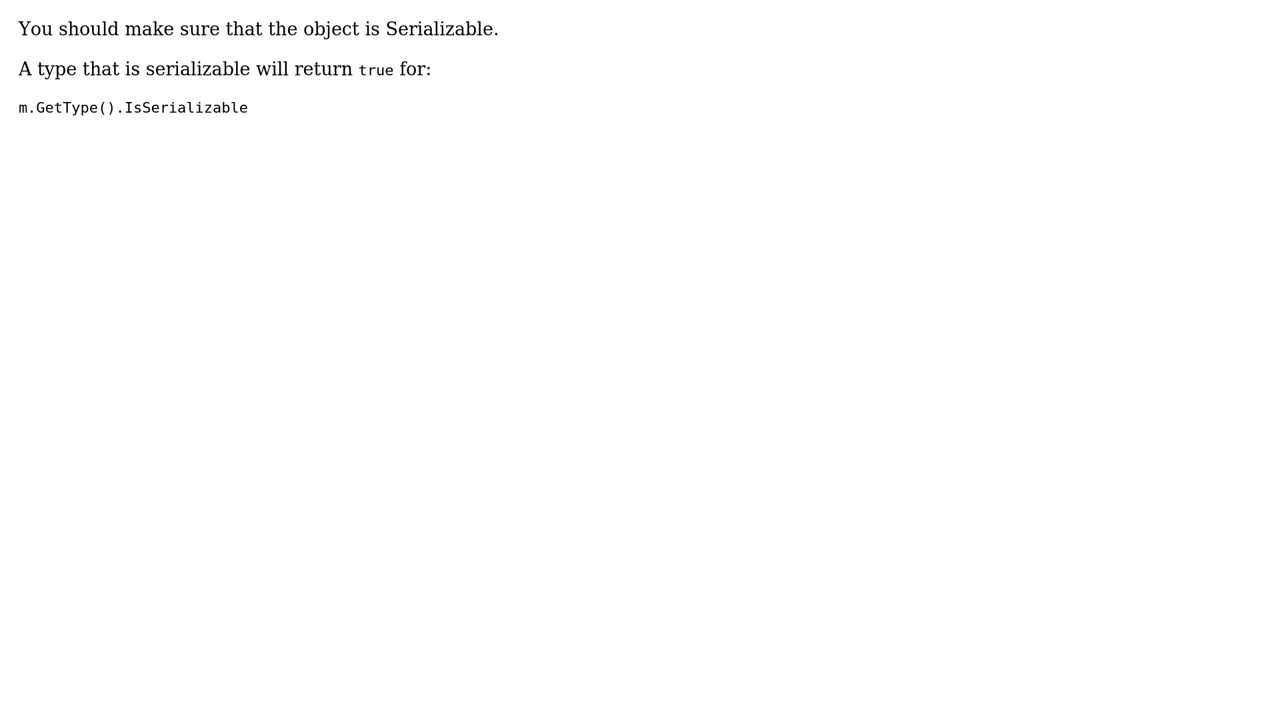 You should make sure that the object is Serializable.
A type that is serializable will return true for:
m.GetType().IsSerializable